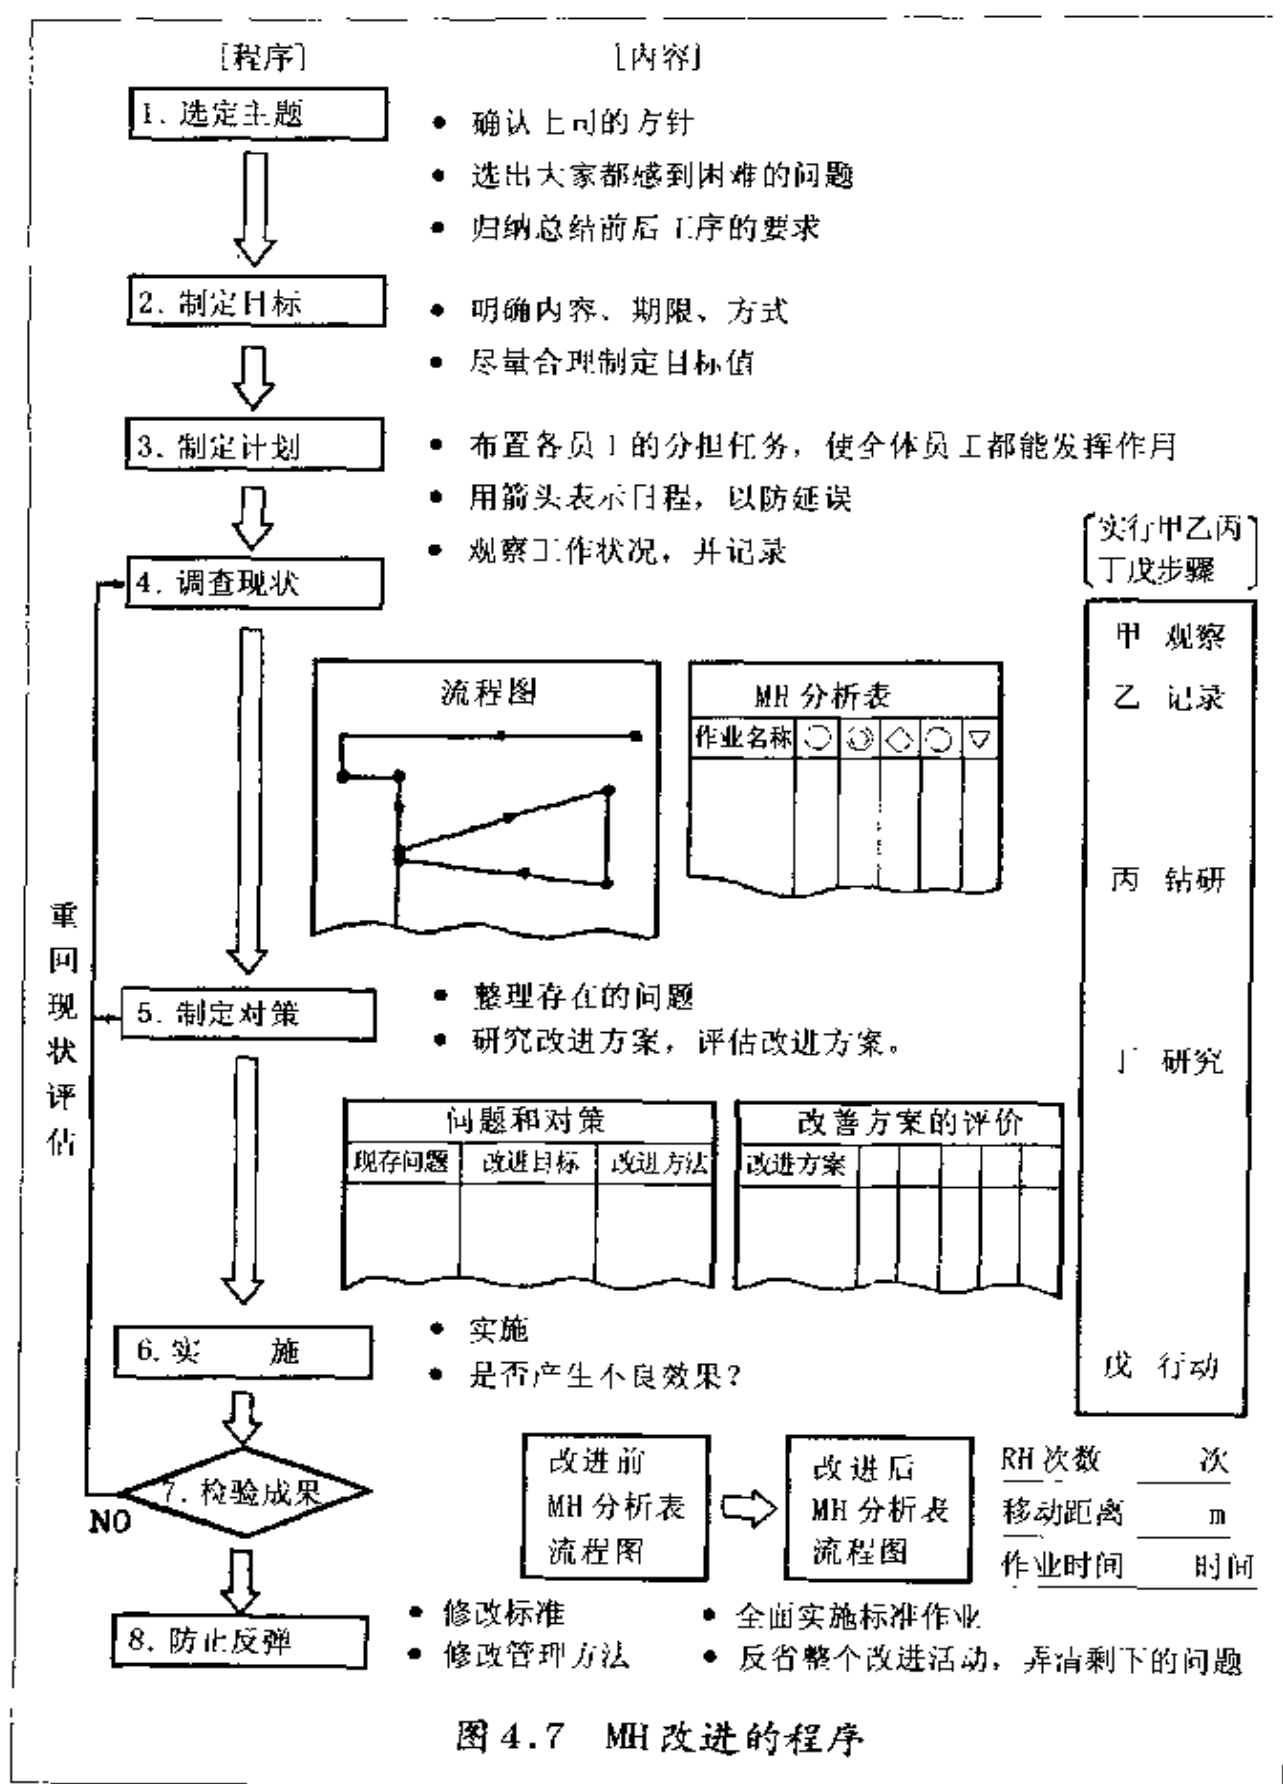 [程序]
[内容]
1. 选定主题
• 确认上司的方针
• 选出大家都感到困难的问题
• 归纳总结前后工序的要求
2. 制定目标
• 明确内容、期限、方式
• 尽量合理制定目标值
3. 制定计划
• 布置各员工的分担任务，使全体员工都能发挥作用
• 用箭头表示日程，以防延误
• 观察工作状况，并记录
4. 调查现状
实行甲乙丙
丁戊步骤
甲 观察
乙 记录
丙 钻研
丁 研究
戊 行动
流程图
MH 分析表
作业名称
重回现状评估
5. 制定对策
• 整理存在的问题
• 研究改进方案，评估改进方案。
问题和对策
现存问题 改进目标 改进方法
改善方案的评价
改进方案
6. 实 施
• 实施
• 是否产生不良效果？
7. 检验成果
NO
改进前
MH 分析表
流程图
改进后
MH 分析表
流程图
RH 次数 次
移动距离 m
作业时间 时间
8. 防止反弹
• 修改标准
• 修改管理方法
• 全面实施标准作业
• 反省整个改进活动，弄清剩下的问题
图 4.7 MH 改进的程序